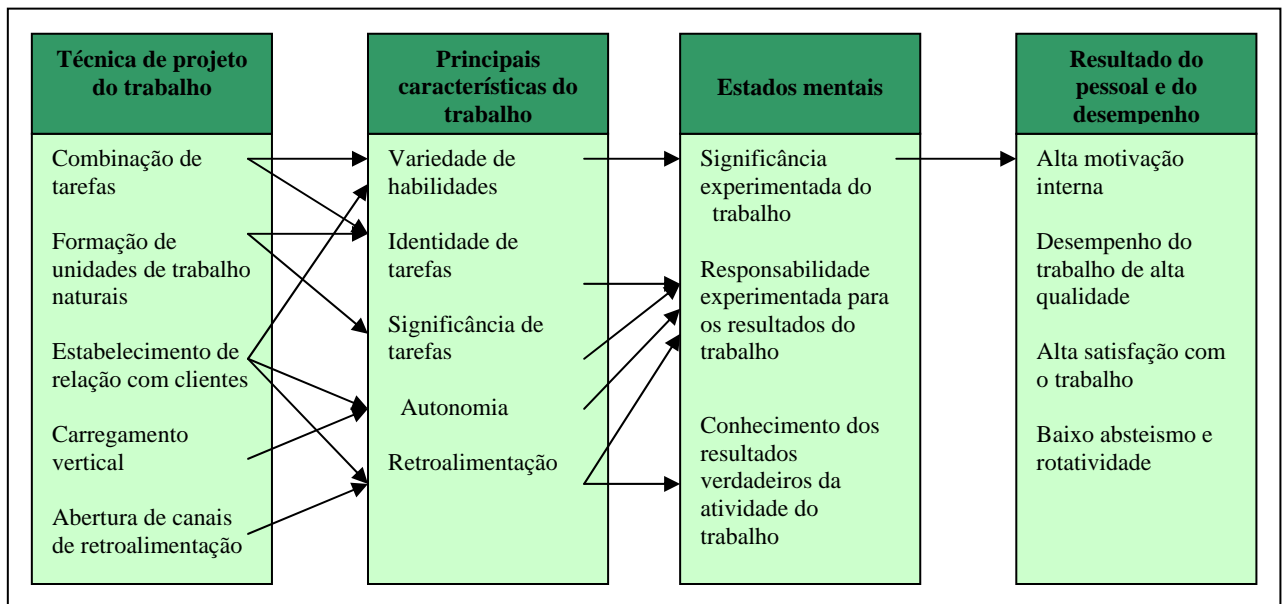 Técnica de projeto
do trabalho
Combinação de
tarefas
Formação de
unidades de trabalho
naturais
Estabelecimento de
relação com clientes
Carregamento
vertical
Abertura de canais
de retroalimentação
Principais
características do
trabalho
Variedade de
habilidades
Identidade de
tarefas
Significância de
tarefas
Autonomia
Retroalimentação
Estados mentais
Significância
experimentada do
trabalho
Responsabilidade
experimentada para
os resultados do
trabalho
Conhecimento dos
resultados
verdadeiros da
atividade do
trabalho
Resultado do
pessoal e do
desempenho
Alta motivação
interna
Desempenho do
trabalho de alta
qualidade
Alta satisfação com
o trabalho
Baixo absteismo e
rotatividade